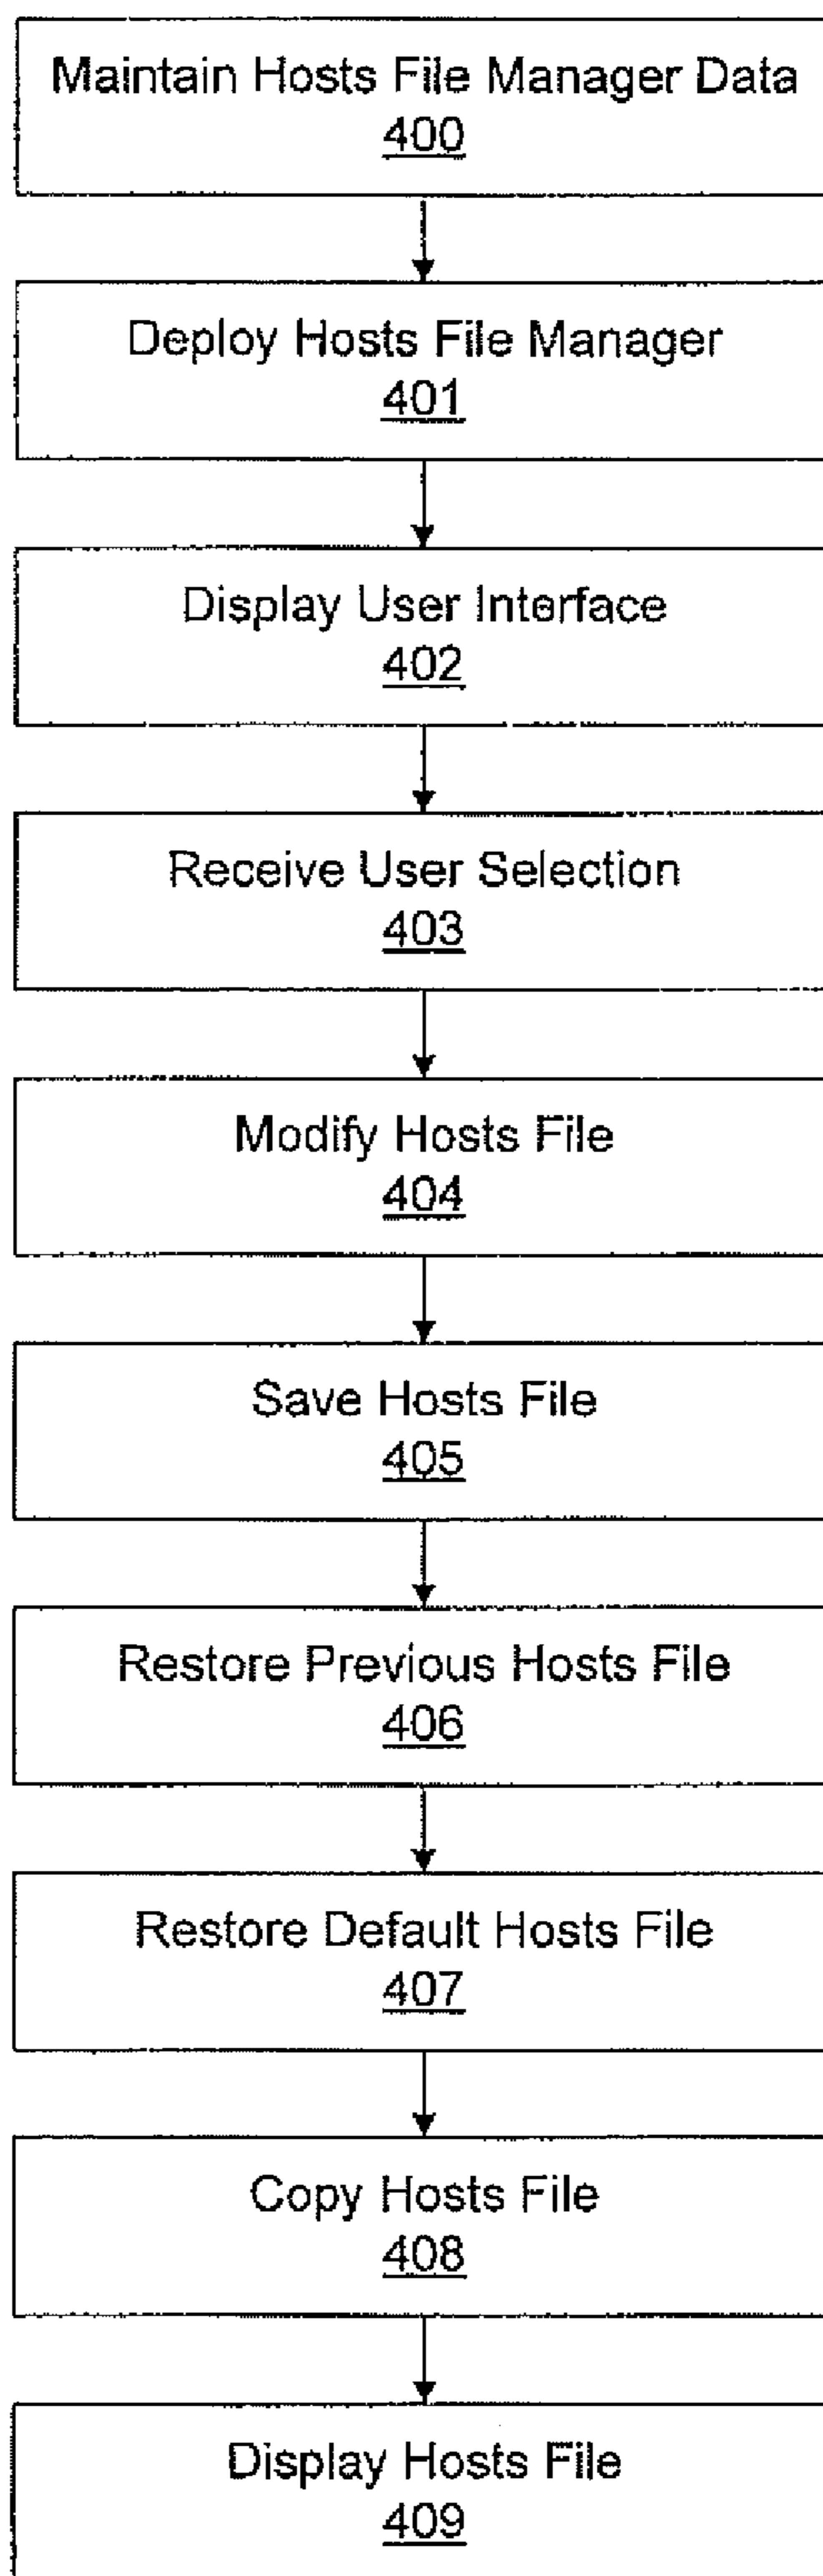 Maintain Hosts File Manager Data
400
Deploy Hosts File Manager
401
Display User Interface
402
Receive User Selection
403
Modify Hosts File
404
Save Hosts File
405
Restore Previous Hosts File
406
Restore Default Hosts File
407
Copy Hosts File
408
Display Hosts File
409